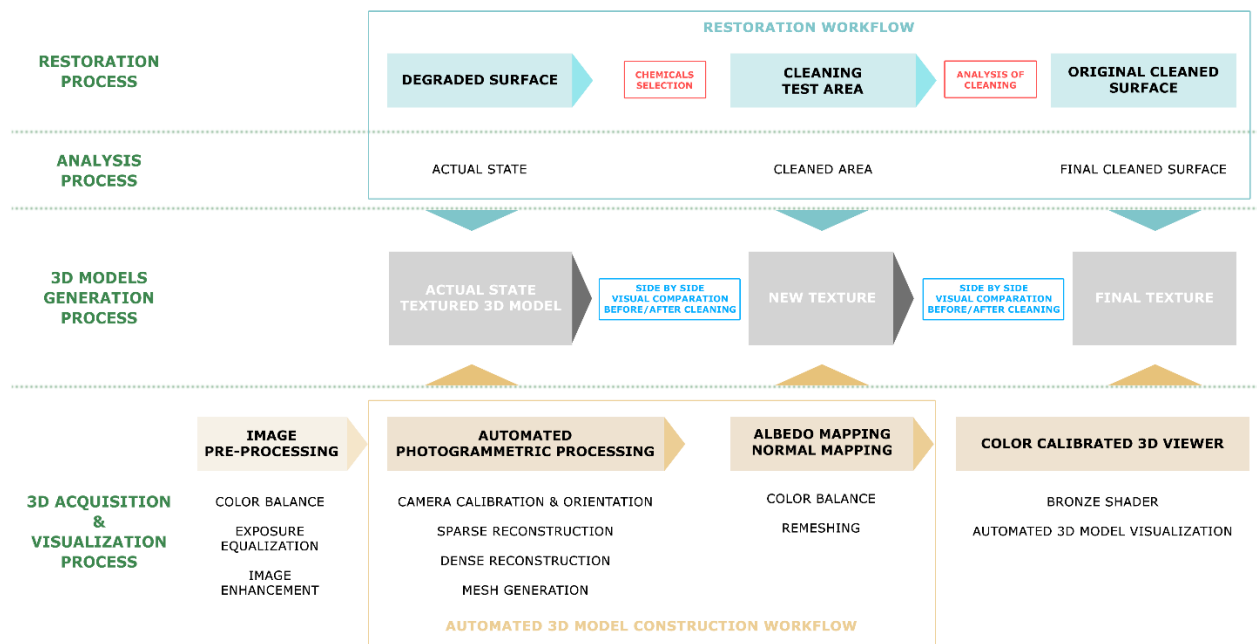 RESTORATION WORKFLOW
RESTORATION
PROCESS
DEGRADED SURFACE
CHEMICALS
SELECTION
CLEANING
TEST AREA
ANALYSIS OF
CLEANING
ORIGINAL CLEANED
SURFACE
ANALYSIS
PROCESS
ACTUAL STATE
CLEANED AREA
FINAL CLEANED SURFACE
3D MODELS
GENERATION
PROCESS
ACTUAL STATE
TEXTURED 3D MODEL
SIDE BY SIDE
VISUAL COMPARATION
BEFORE/AFTER CLEANING
NEW TEXTURE
SIDE BY SIDE
VISUAL COMPARATION
BEFORE/AFTER CLEANING
FINAL TEXTURE
3D ACQUISITION
&
VISUALIZATION
PROCESS
IMAGE
PRE-PROCESSING
COLOR BALANCE
EXPOSURE
EQUALIZATION
IMAGE
ENHANCEMENT
AUTOMATED
PHOTOGRAMMETRIC PROCESSING
CAMERA CALIBRATION & ORIENTATION
SPARSE RECONSTRUCTION
DENSE RECONSTRUCTION
MESH GENERATION
ALBEDO MAPPING
NORMAL MAPPING
COLOR BALANCE
REMESHING
COLOR CALIBRATED 3D VIEWER
BRONZE SHADER
AUTOMATED 3D MODEL VISUALIZATION
AUTOMATED 3D MODEL CONSTRUCTION WORKFLOW